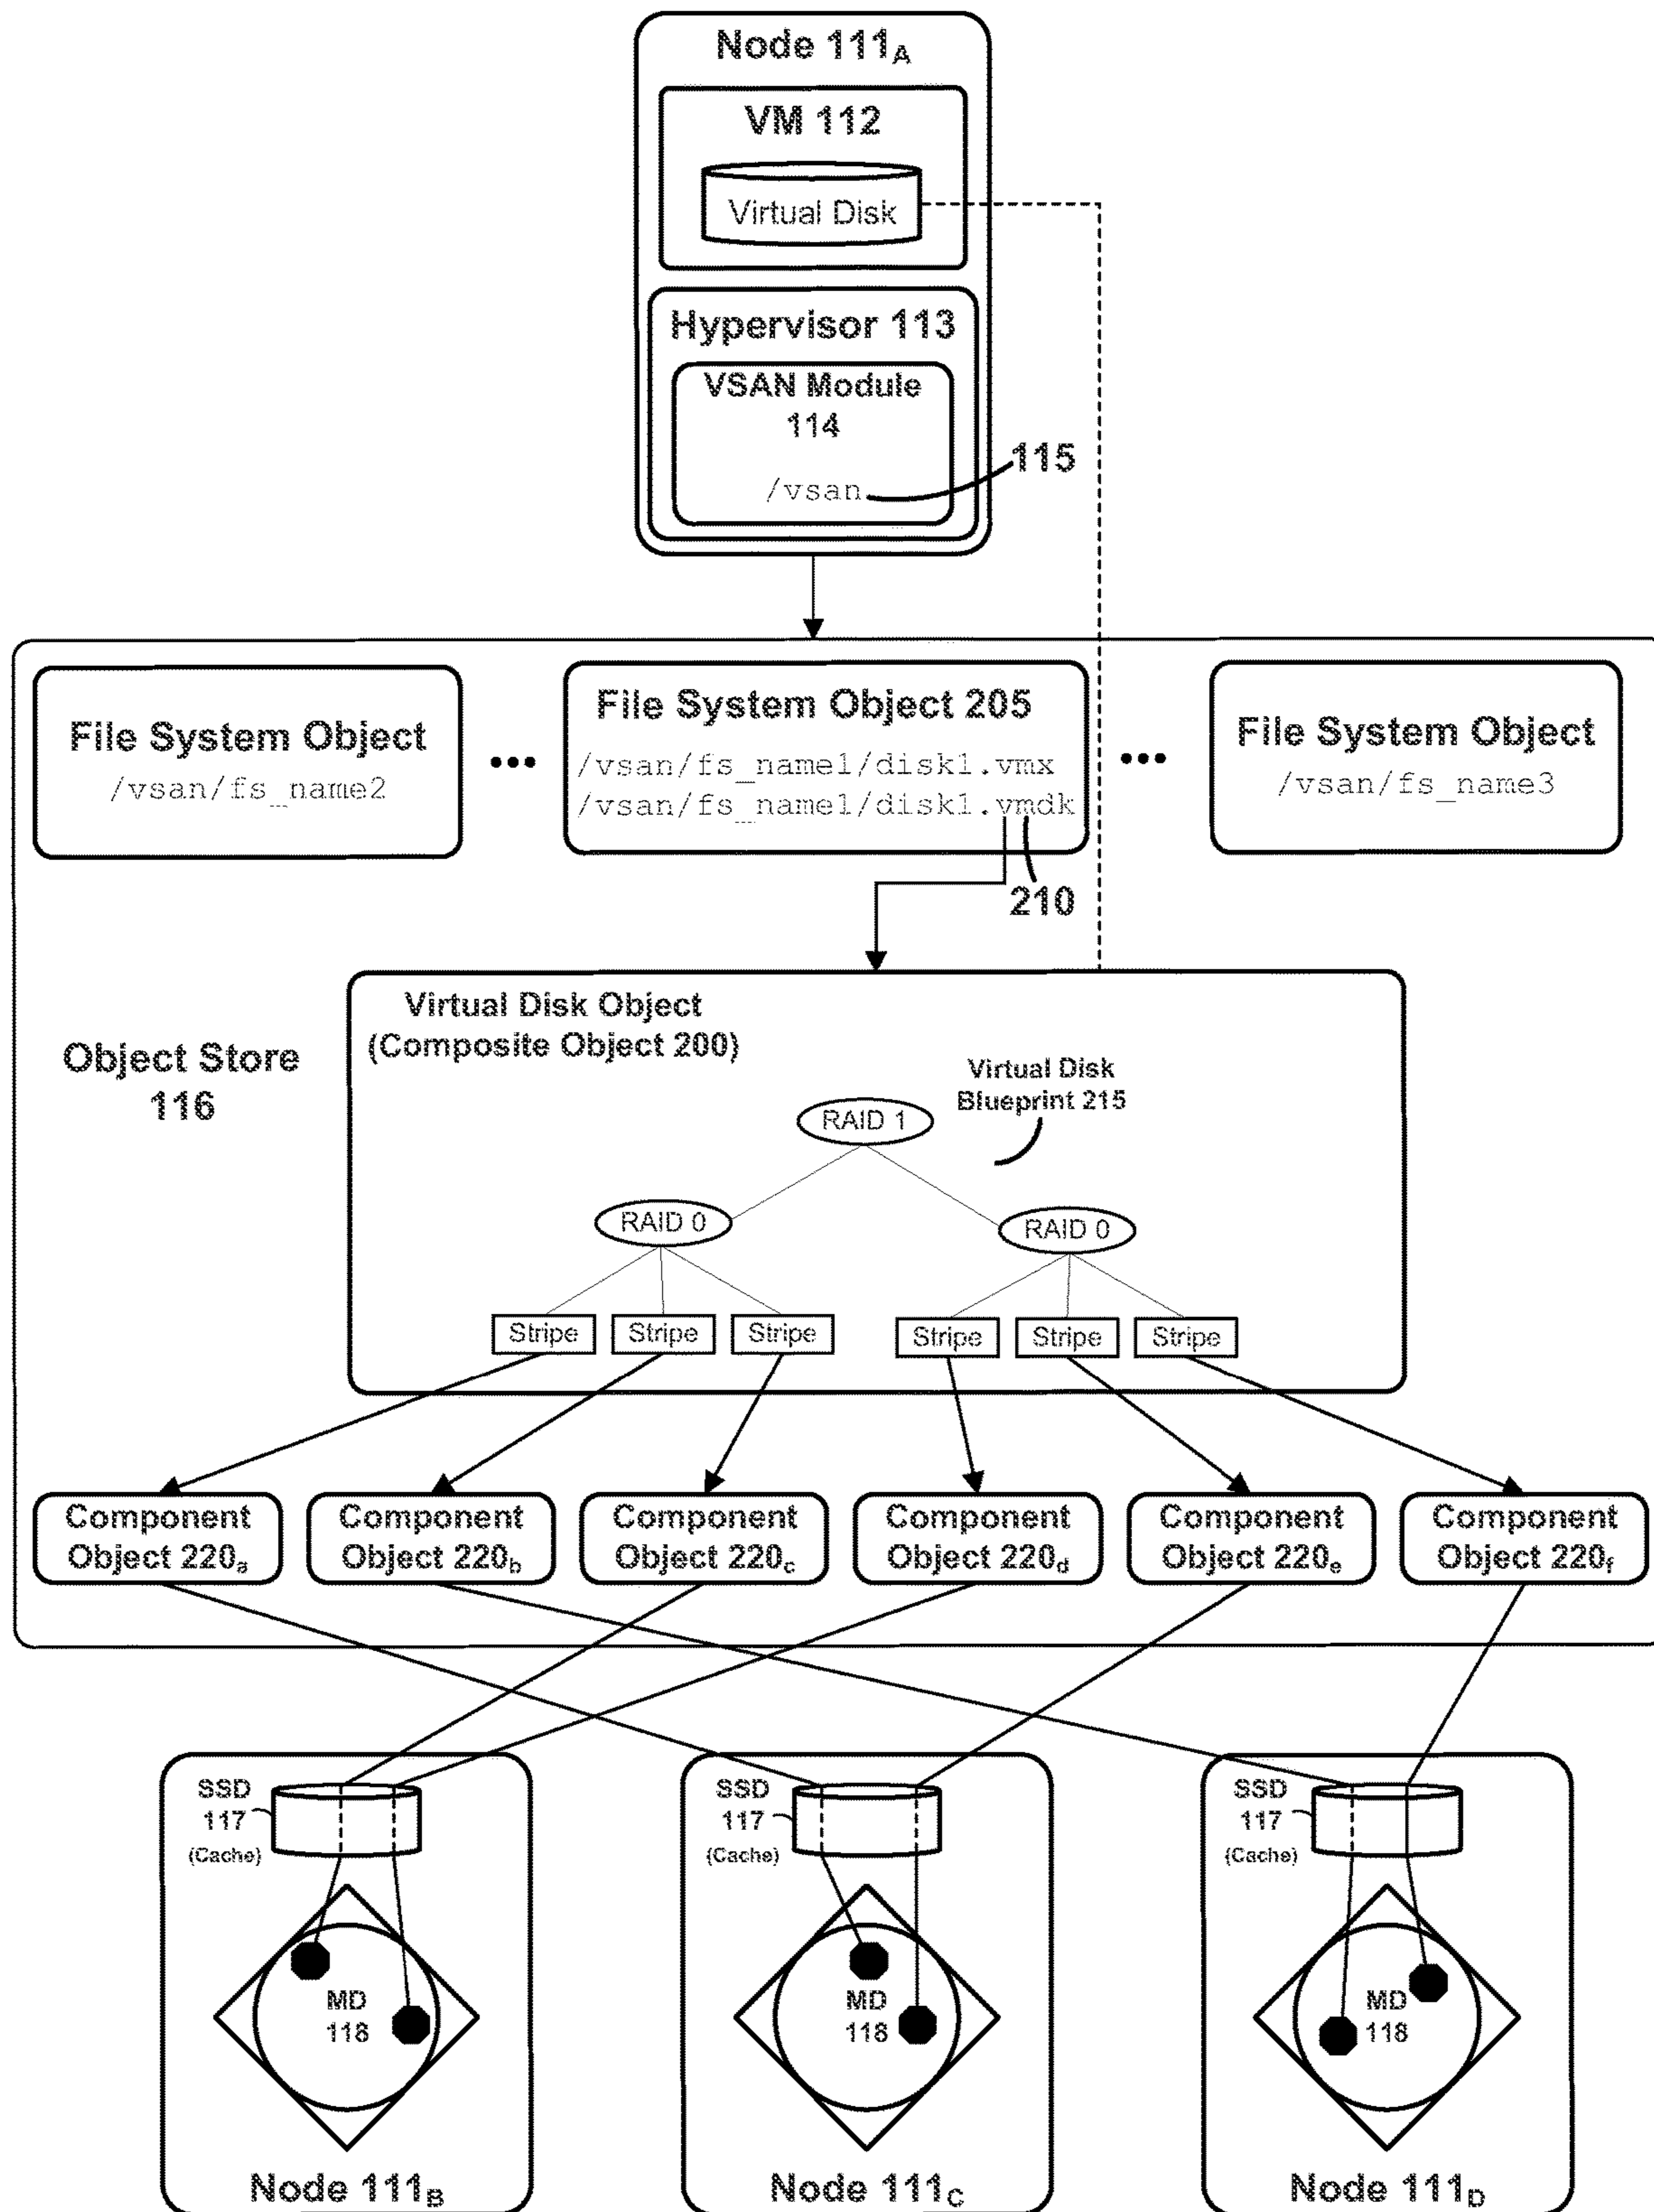 Node 111A
VM 112
Virtual Disk
Hypervisor 113
VSAN Module
114
115
/vsan
File System Object
/vsan/fs_name2
...
File System Object 205
/vsan/fs_name1/disk1.vmx
/vsan/fs_name1/disk1.vmdk
...
File System Object
/vsan/fs_name3
210
Object Store
116
Virtual Disk Object
(Composite Object 200)
Virtual Disk
Blueprint 215
RAID 1
RAID 0
RAID 0
Stripe
Stripe
Stripe
Stripe
Stripe
Stripe
Component
Object 220a
Component
Object 220b
Component
Object 220c
Component
Object 220d
Component
Object 220e
Component
Object 220f
SSD
117
(Cache)
MD
118
Node 111B
SSD
117
(Cache)
MD
118
Node 111C
SSD
117
(Cache)
MD
118
Node 111D